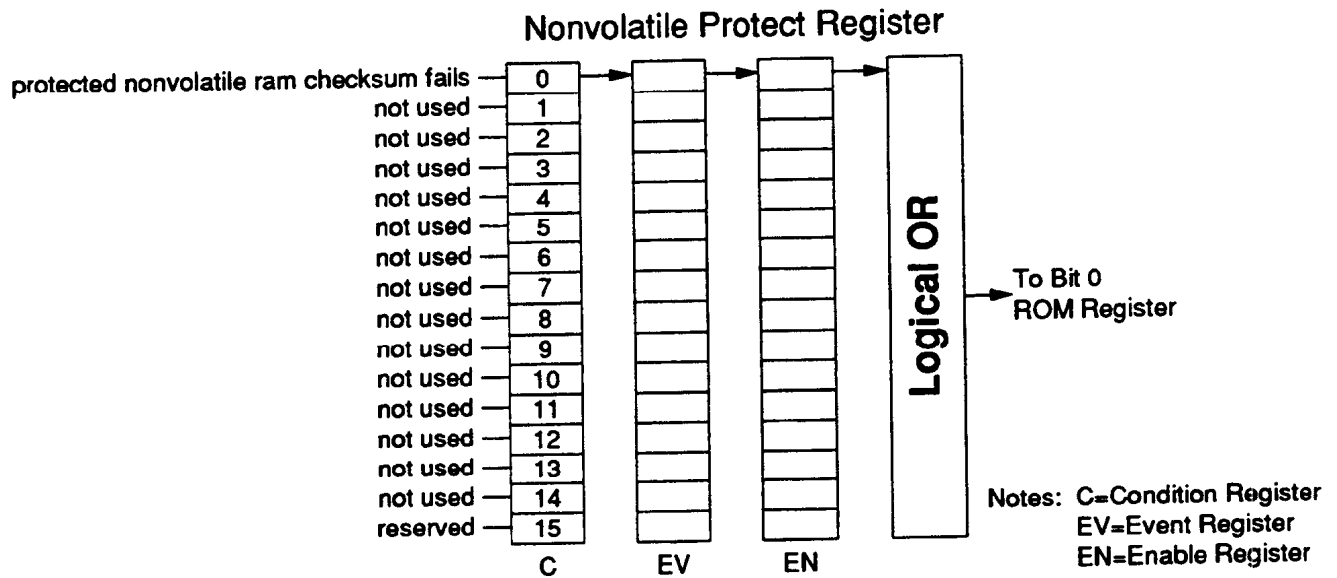 Nonvolatile Protect Register
protected nonvolatile ram checksum fails 0
not used 1
not used 2
not used 3
not used 4
not used 5
not used 6
not used 7
not used 8
not used 9
not used 10
not used 11
not used 12
not used 13
not used 14
reserved 15
C EV EN
Logical OR
To Bit 0
ROM Register
Notes: C=Condition Register
EV=Event Register
EN=Enable Register